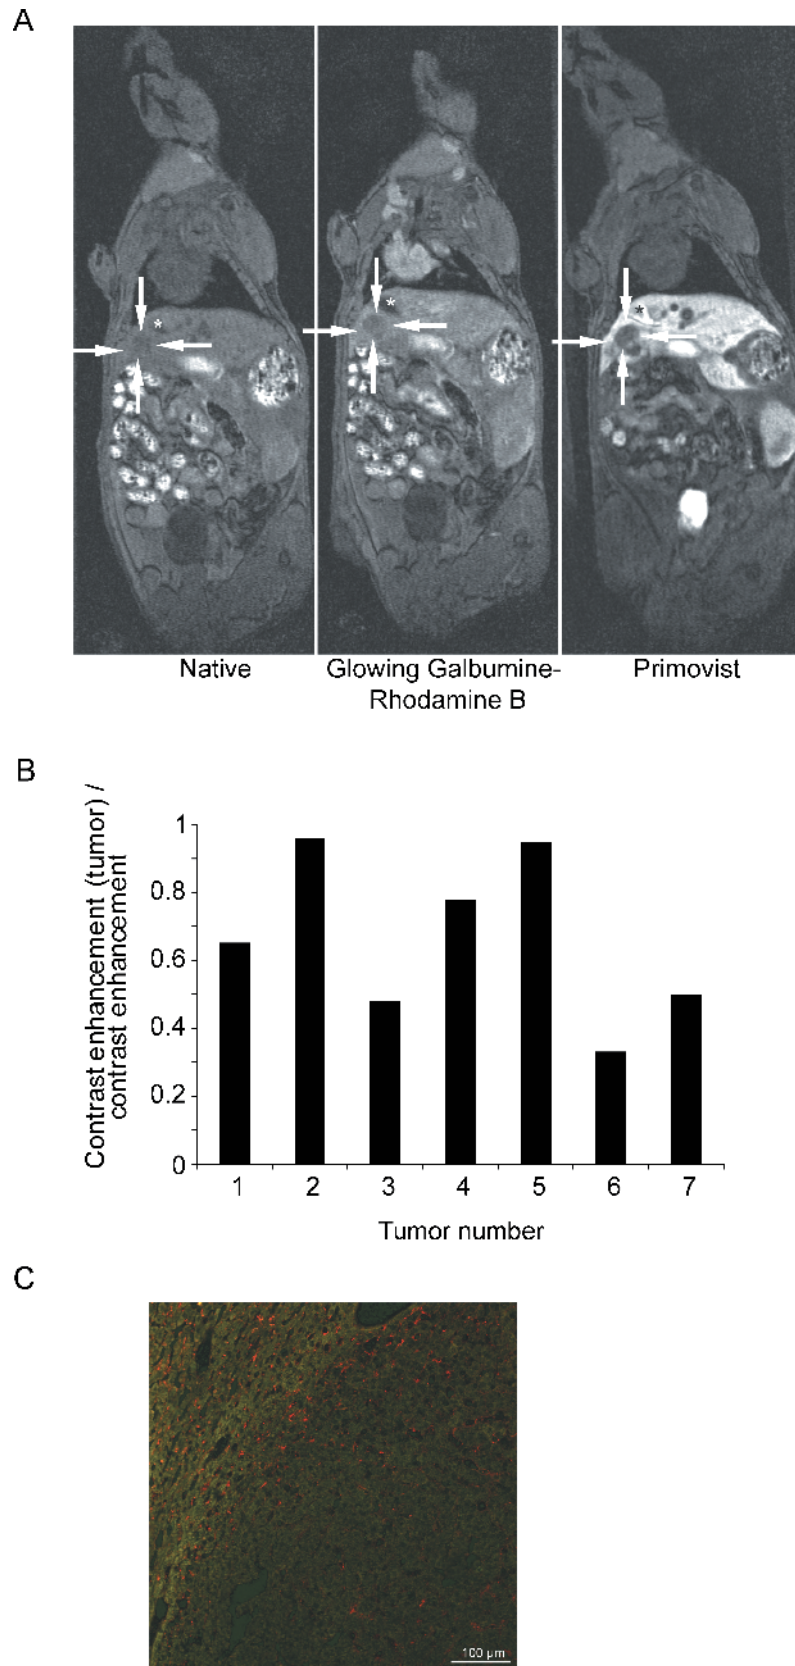 A
*
*
*
Native
Glowing Galbumine-
Rhodamine B
Primovist
B
Contrast enhancement (tumor) /
contrast enhancement
1
0.8
0.6
0.4
0.2
0
1 2 3 4 5 6 7
Tumor number
C
100 µm